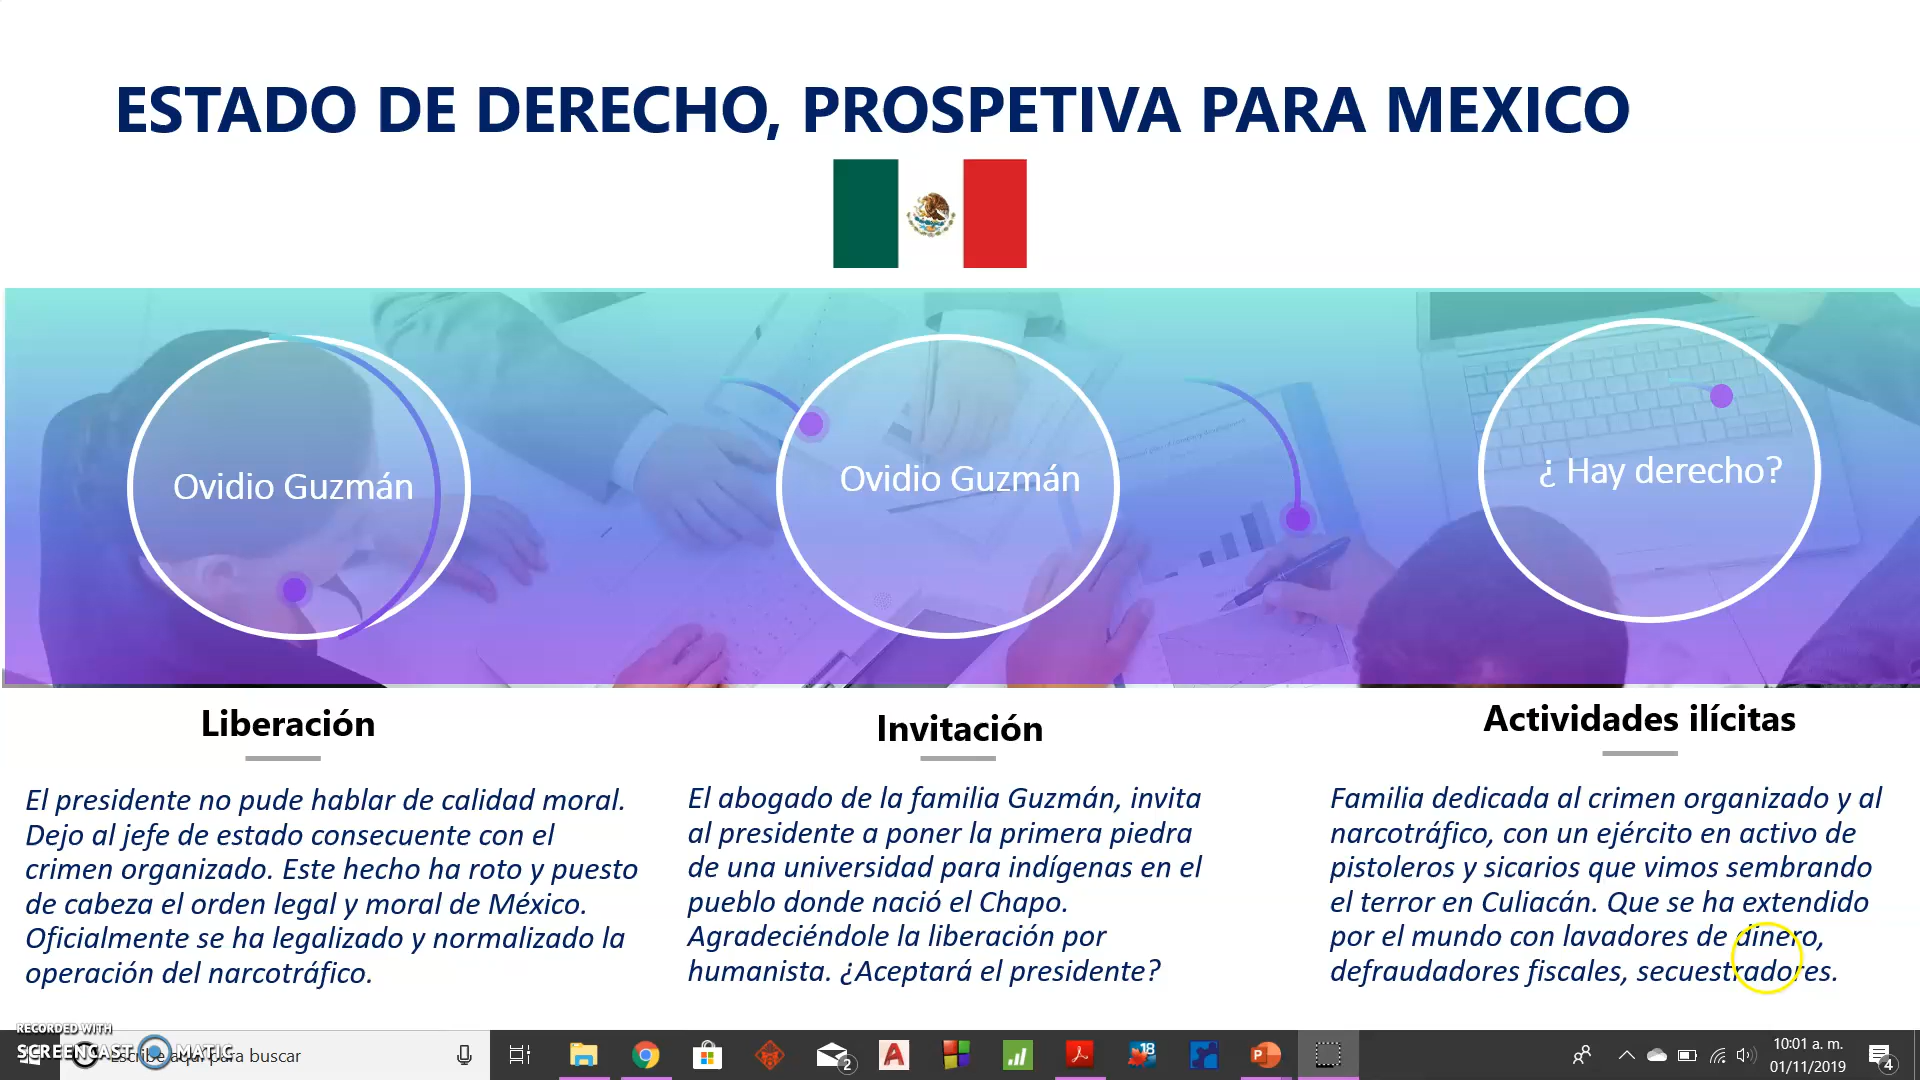 ESTADO DE DERECHO, PROSPETIVA PARA MEXICO
Ovidio Guzmán
Ovidio Guzmán
¿ Hay derecho?
Liberación
El presidente no pude hablar de calidad moral.
Dejo al jefe de estado consecuente con el
crimen organizado. Este hecho ha roto y puesto
de cabeza el orden legal y moral de México.
Oficialmente se ha legalizado y normalizado la
operación del narcotráfico.
Invitación
El abogado de la familia Guzmán, invita
al presidente a poner la primera piedra
de una universidad para indígenas en el
pueblo donde nació el Chapo.
Agradeciéndole la liberación por
humanista. ¿Aceptará el presidente?
Actividades ilícitas
Familia dedicada al crimen organizado y al
narcotráfico, con un ejército en activo de
pistoleros y sicarios que vimos sembrando
el terror en Culiacán. Que se ha extendido
por el mundo con lavadores de dinero,
defraudadores fiscales, secuestradores.
RECORDED WITH
SCREENCAST MATIC
Escribe aquí para buscar
2
18
10:01 a. m.
01/11/2019
4